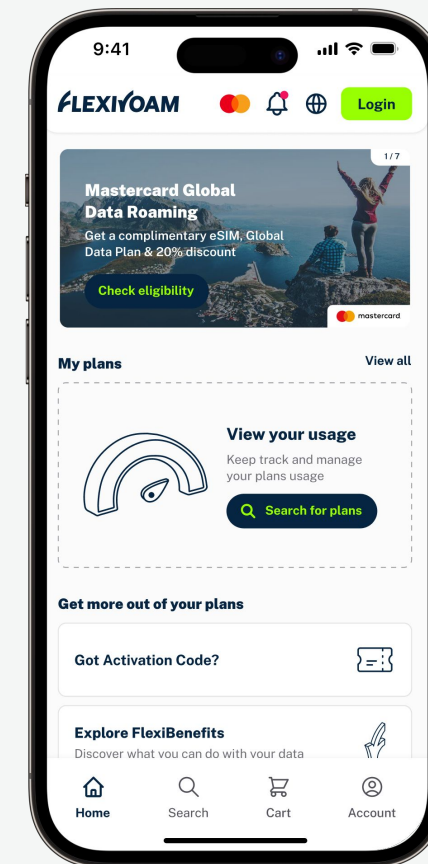 9:41
FLEXIROAM
Login
1/7
Mastercard Global
Data Roaming
Get a complimentary eSIM, Global
Data Plan & 20% discount
Check eligibility
mastercard
My plans
View all
View your usage
Keep track and manage
your plans usage
Search for plans
Get more out of your plans
Got Activation Code?
Explore FlexiBenefits
Discover what you can do with your data
Home
Search
Cart
Account